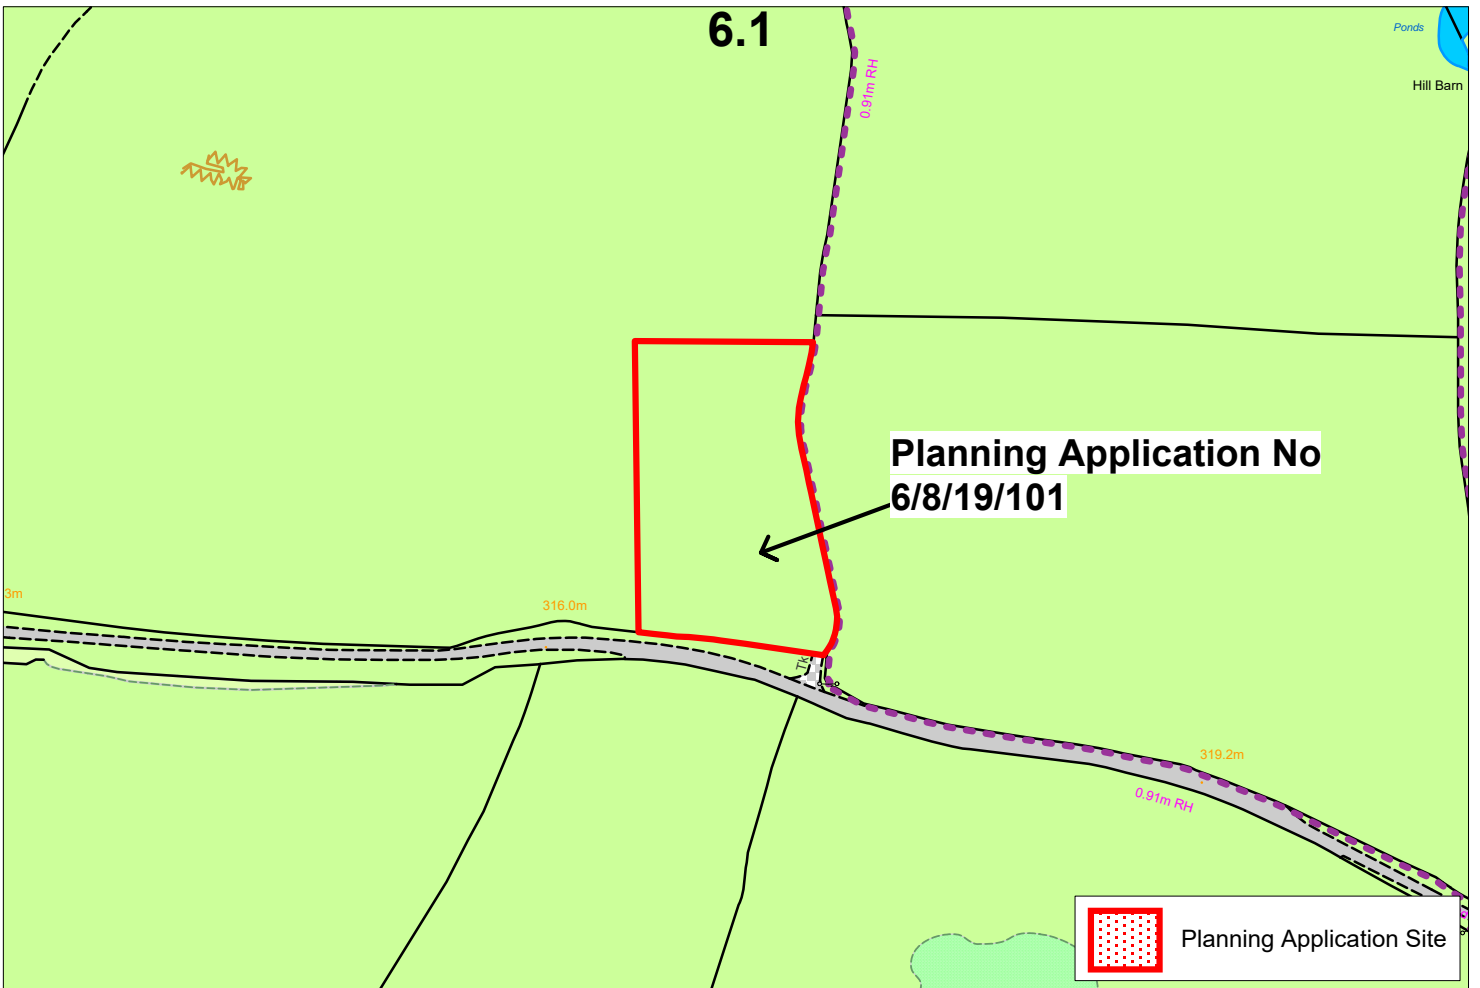 6.1
Ponds
Hill Barn
0.91m RH
Planning Application No
6/8/19/101
3m
316.0m
Tk
319.2m
0.91m RH
Planning Application Site